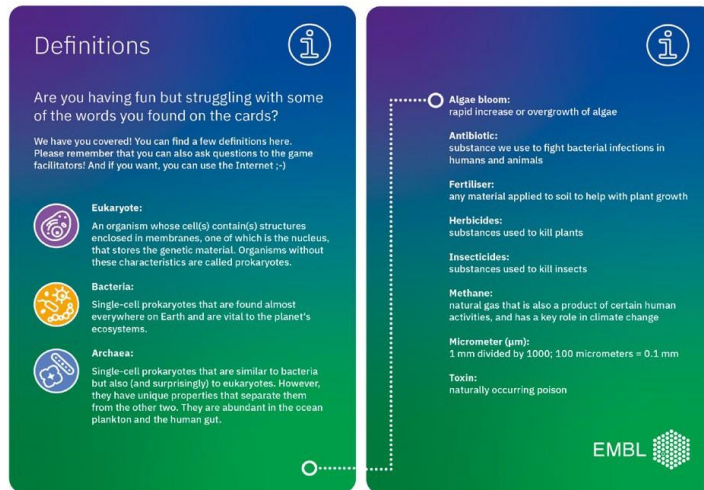 Definitions
Are you having fun but struggling with some
of the words you found on the cards?
We have you covered! You can find a few definitions here.
Please remember that you can also ask questions to the game
facilitators! And if you want, you can use the Internet ;-)
Eukaryote:
An organism whose cell(s) contain(s) structures
enclosed in membranes, one of which is the nucleus,
that stores the genetic material. Organisms without
these characteristics are called prokaryotes.
Bacteria:
Single-cell prokaryotes that are found almost
everywhere on Earth and are vital to the planet's
ecosystems.
Archaea:
Single-cell prokaryotes that are similar to bacteria
but also (and surprisingly) to eukaryotes. However,
they have unique properties that separate them
from the other two. They are abundant in the ocean
plankton and the human gut.
Algae bloom:
rapid increase or overgrowth of algae
Antibiotic:
substance we use to fight bacterial infections in
humans and animals
Fertiliser:
any material applied to soil to help with plant growth
Herbicides:
substances used to kill plants
Insecticides:
substances used to kill insects
Methane:
natural gas that is also a product of certain human
activities, and has a key role in climate change
Micrometer (µm):
1 mm divided by 1000; 100 micrometers = 0.1 mm
Toxin:
naturally occurring poison
EMBL